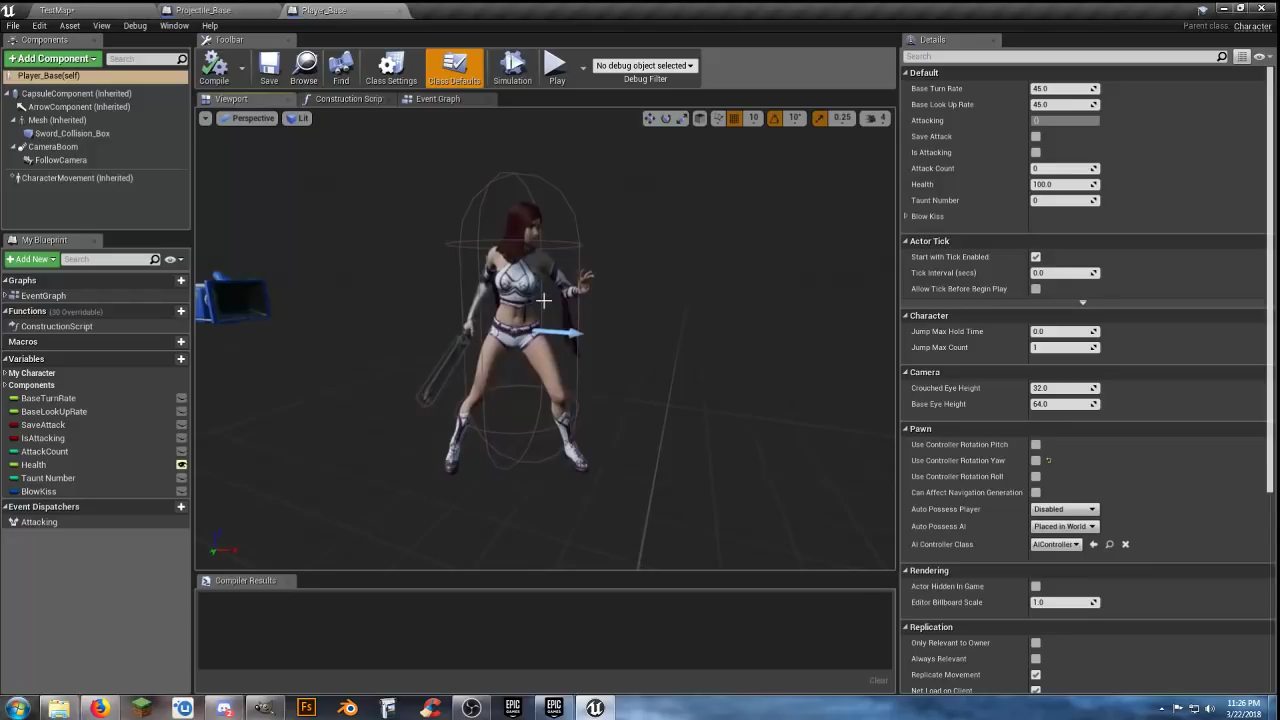 TestMap*
Projectile_Base
Player_Base
File
Edit
Asset
View
Debug
Window
Help
Parent class: Character
Components
Add Component
Search
Player_Base(self)
CapsuleComponent (Inherited)
ArrowComponent (Inherited)
Mesh (Inherited)
Sword_Collision_Box
CameraBoom
FollowCamera
CharacterMovement (Inherited)
My Blueprint
Add New
Search
Graphs
EventGraph
Functions (30 Overridable)
ConstructionScript
Macros
Variables
My Character
Components
BaseTurnRate
BaseLookUpRate
SaveAttack
IsAttacking
AttackCount
Health
Taunt Number
BlowKiss
Event Dispatchers
Attacking
Toolbar
Compile
Save
Browse
Find
Class Settings
Class Defaults
Simulation
Play
No debug object selected
Debug Filter
Viewport
Construction Scrip
Event Graph
Perspective
Lit
10
10°
0.25
4
Compiler Results
Clear
Details
Search
Default
Base Turn Rate 45.0
Base Look Up Rate 45.0
Attacking ()
Save Attack
Is Attacking
Attack Count 0
Health 100.0
Taunt Number 0
Blow Kiss
Actor Tick
Start with Tick Enabled
Tick Interval (secs) 0.0
Allow Tick Before Begin Play
Character
Jump Max Hold Time 0.0
Jump Max Count 1
Camera
Crouched Eye Height 32.0
Base Eye Height 64.0
Pawn
Use Controller Rotation Pitch
Use Controller Rotation Yaw
Use Controller Rotation Roll
Can Affect Navigation Generation
Auto Possess Player Disabled
Auto Possess AI Placed in World
AI Controller Class AIController
Rendering
Actor Hidden In Game
Editor Billboard Scale 1.0
Replication
Only Relevant to Owner
Always Relevant
Replicate Movement
Net Load on Client
Fs
EPIC GAMES
EPIC GAMES
11:26 PM
3/22/2018